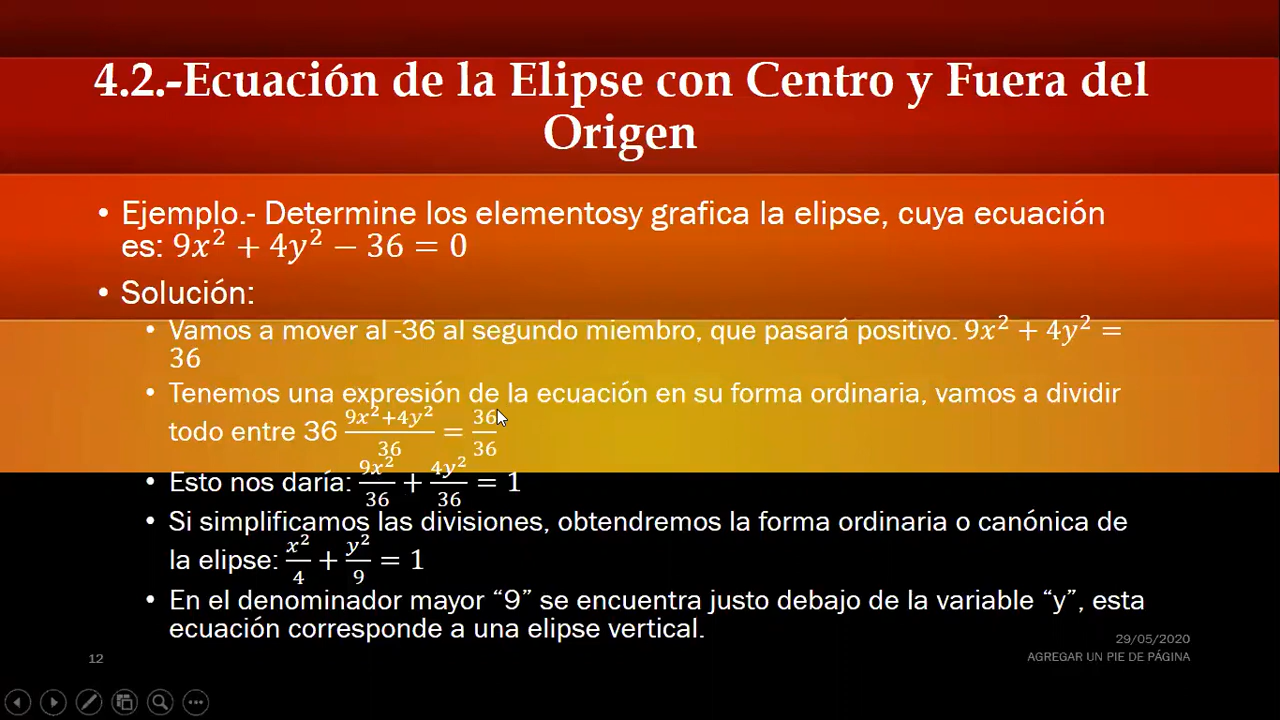 4.2.-Ecuación de la Elipse con Centro y Fuera del
Origen
• Ejemplo.- Determine los elementosy grafica la elipse, cuya ecuación
es: 9x² + 4y² − 36 = 0
• Solución:
• Vamos a mover al -36 al segundo miembro, que pasará positivo. 9x² + 4y² =
36
• Tenemos una expresión de la ecuación en su forma ordinaria, vamos a dividir
todo entre 36 (9x²+4y²)/36 = 36/36
• Esto nos daría: 9x²/36 + 4y²/36 = 1
• Si simplificamos las divisiones, obtendremos la forma ordinaria o canónica de
la elipse: x²/4 + y²/9 = 1
• En el denominador mayor “9” se encuentra justo debajo de la variable “y”, esta
ecuación corresponde a una elipse vertical.
29/05/2020
12
AGREGAR UN PIE DE PÁGINA